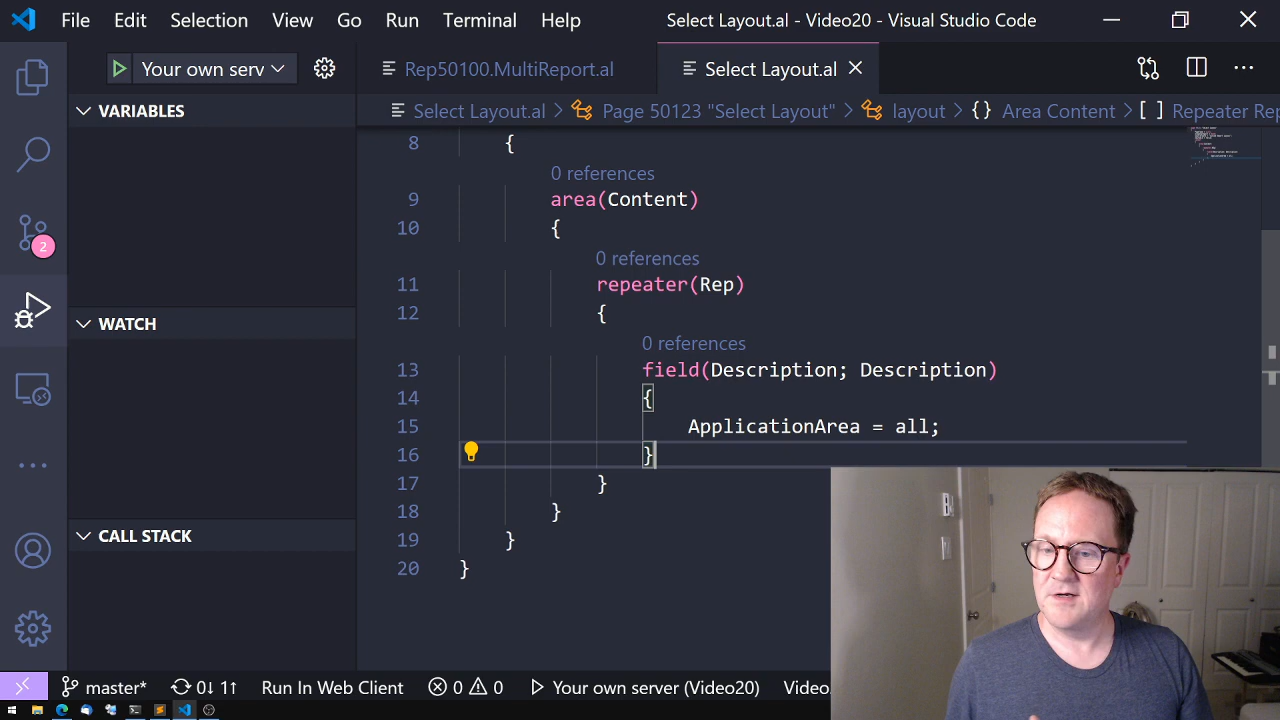 File Edit Selection View Go Run Terminal Help Select Layout.al - Video20 - Visual Studio Code
Your own serv
Rep50100.MultiReport.al Select Layout.al
Select Layout.al > Page 50123 "Select Layout" > layout > {} Area Content > [ ] Repeater Rep
VARIABLES
WATCH
CALL STACK
2
8 {
0 references
9 area(Content)
10 {
0 references
11 repeater(Rep)
12 {
0 references
13 field(Description; Description)
14 {
15 ApplicationArea = all;
16 }
17 }
18 }
19 }
20 }
master* 0↓ 1↑ Run In Web Client 0 0 Your own server (Video20) Video